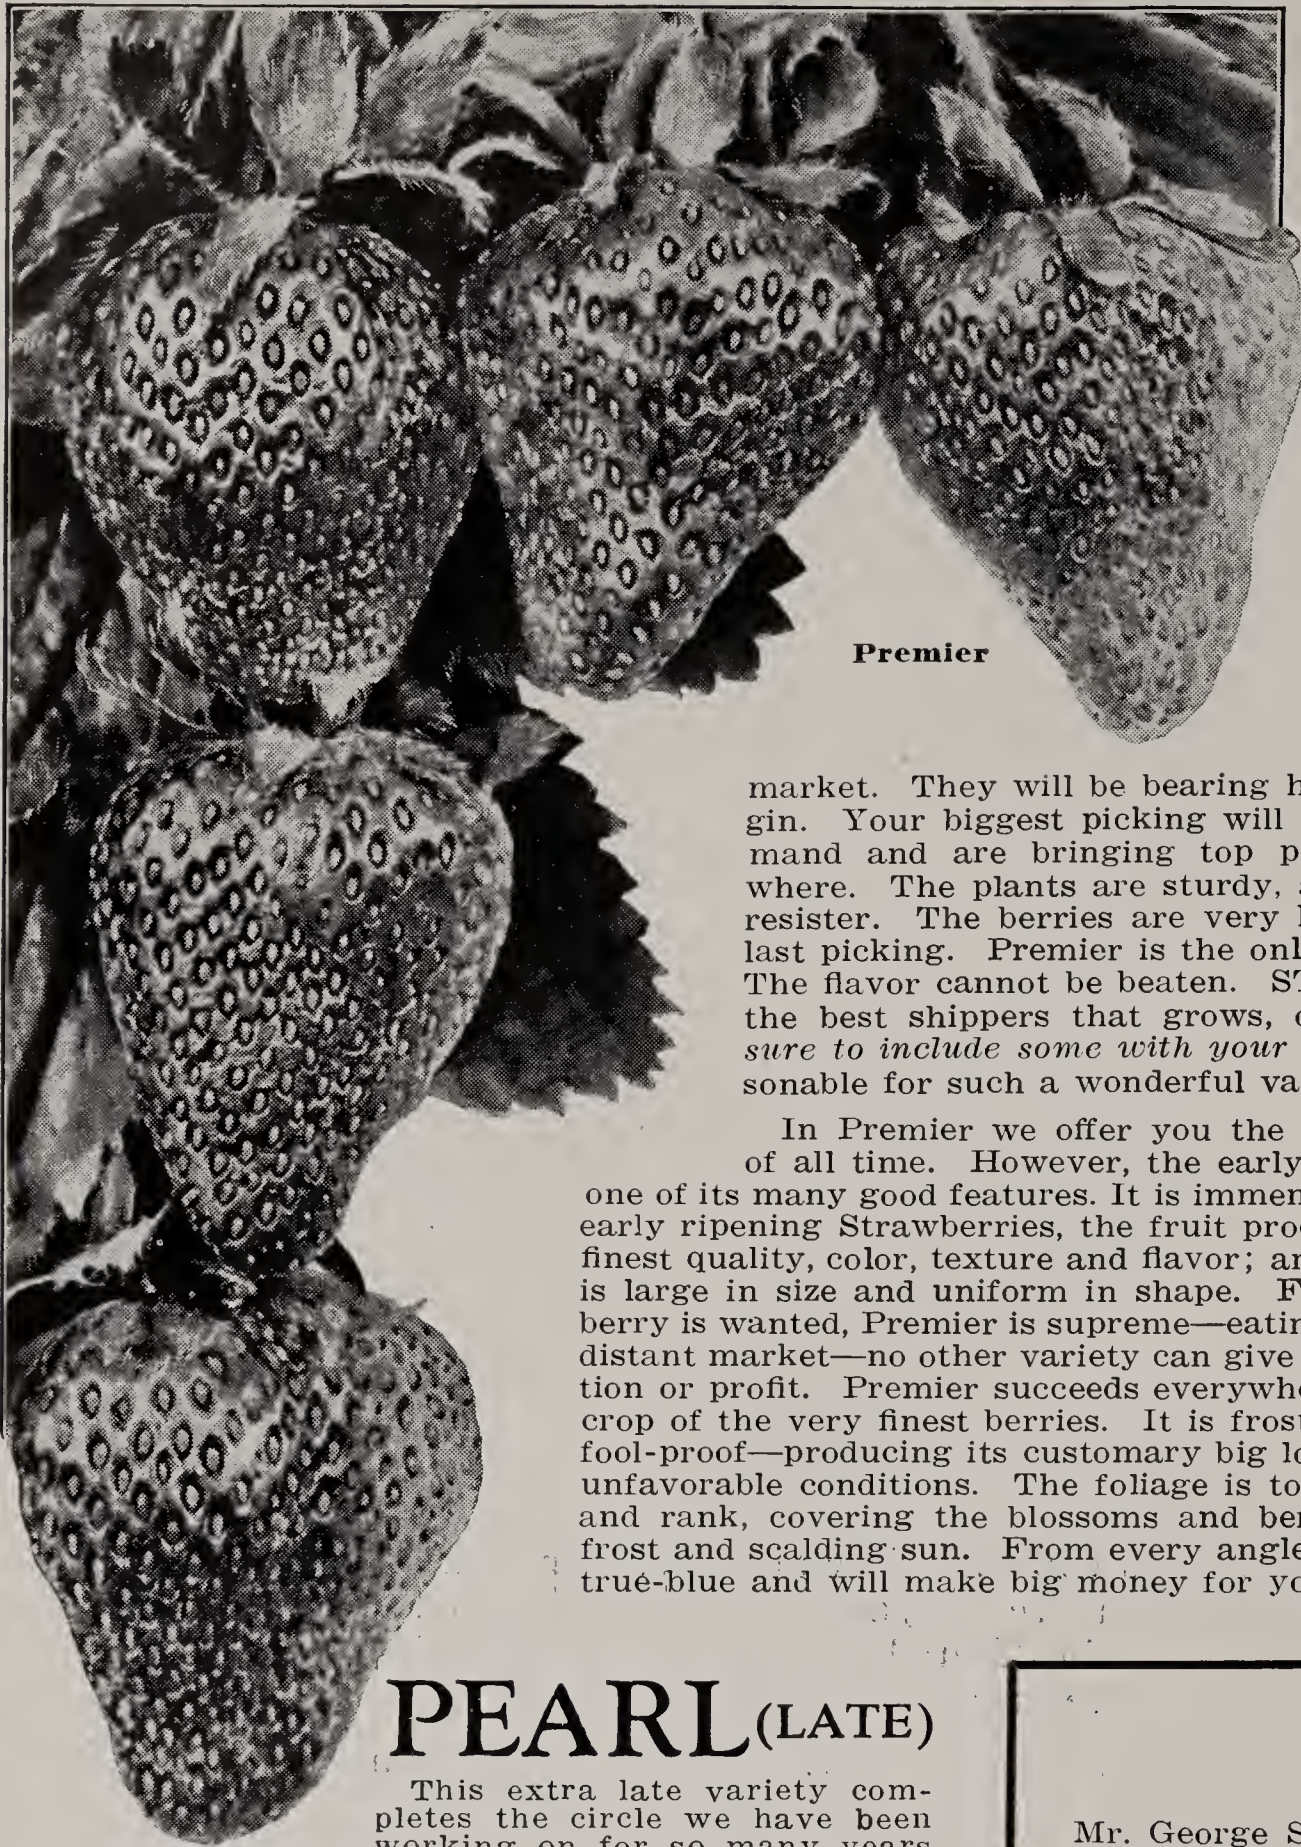 Premier
market. They will be bearing h
gin. Your biggest picking will
mand and are bringing top p
where. The plants are sturdy,
resister. The berries are very
last picking. Premier is the onl
The flavor cannot be beaten. ST
the best shippers that grows,
sure to include some with your
sonable for such a wonderful va
In Premier we offer you the
of all time. However, the early
one of its many good features. It is immen
early ripening Strawberries, the fruit pro
finest quality, color, texture and flavor; an
is large in size and uniform in shape. F
berry is wanted, Premier is supreme—eatin
distant market—no other variety can give
tion or profit. Premier succeeds everywhe
crop of the very finest berries. It is frost
fool-proof—producing its customary big lo
unfavorable conditions. The foliage is to
and rank, covering the blossoms and ber
frost and scalding sun. From every angle
true-blue and will make big money for yo
PEARL (LATE)
This extra late variety com-
pletes the circle we have been
working on for so many years
Mr. George S